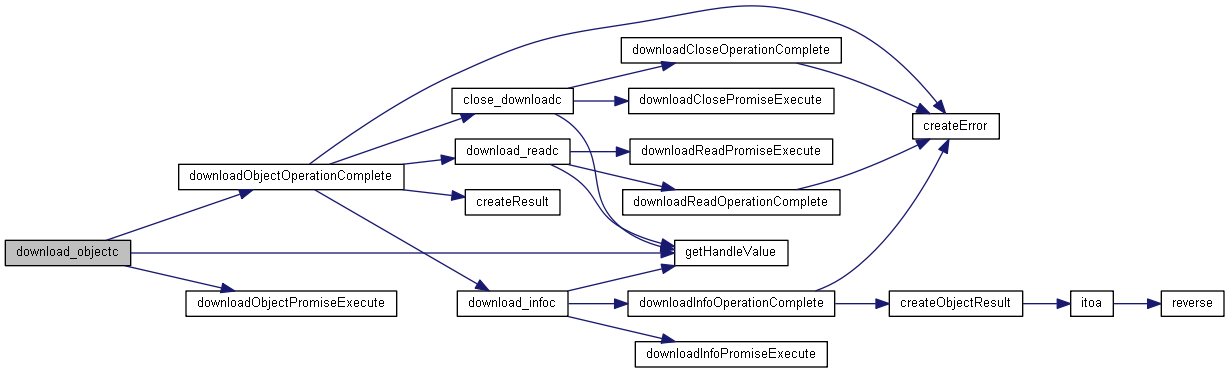 downloadCloseOperationComplete
close_downloadc
downloadClosePromiseExecute
createError
download_readc
downloadReadPromiseExecute
downloadObjectOperationComplete
createResult
downloadReadOperationComplete
download_objectc
getHandleValue
downloadObjectPromiseExecute
download_infoc
downloadInfoOperationComplete
createObjectResult
itoa
reverse
downloadInfoPromiseExecute